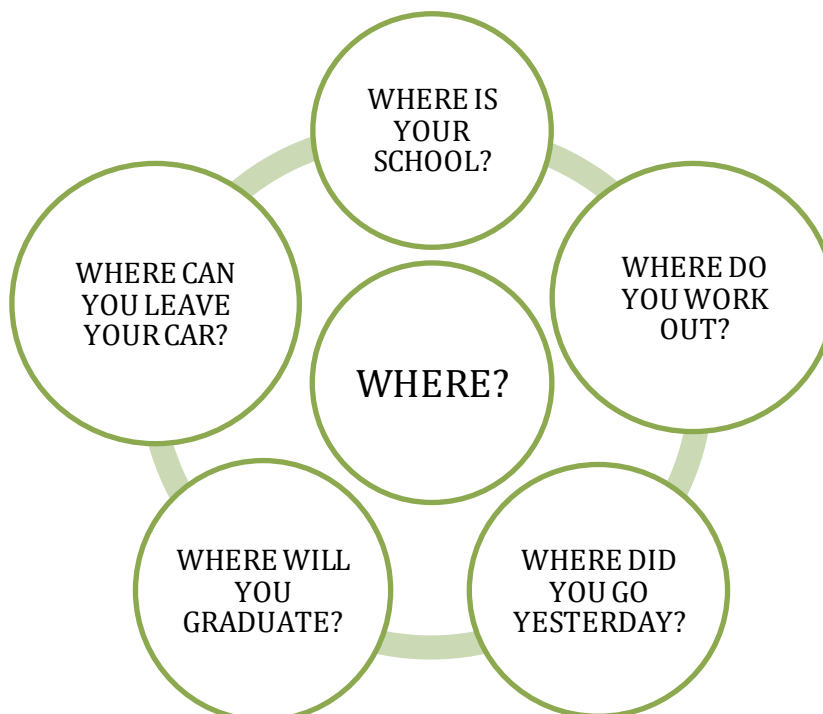 WHERE IS
YOUR
SCHOOL?
WHERE DO
YOU WORK
OUT?
WHERE DID
YOU GO
YESTERDAY?
WHERE WILL
YOU
GRADUATE?
WHERE CAN
YOU LEAVE
YOUR CAR?
WHERE?